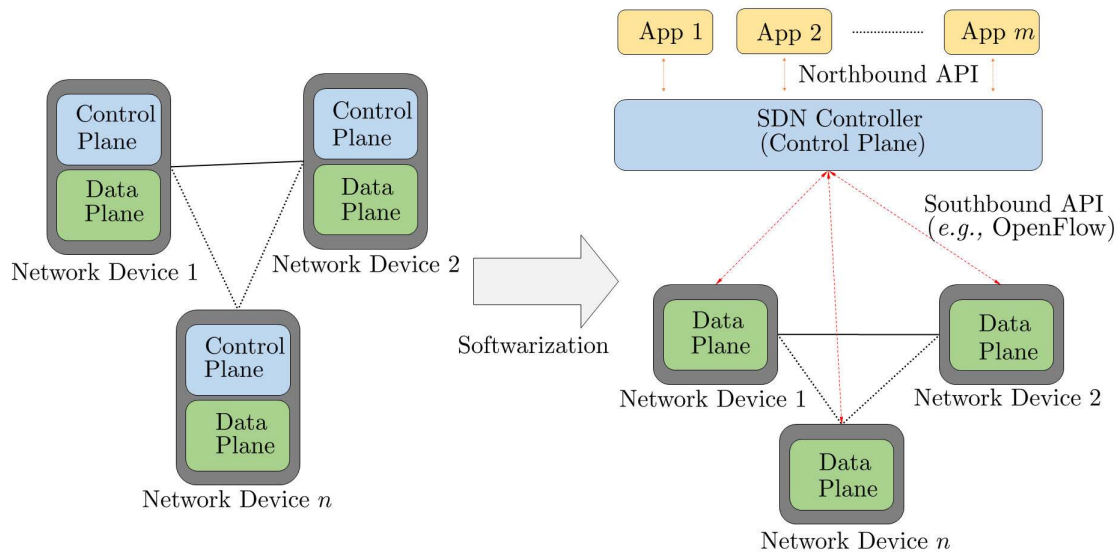 Control
Plane
Data
Plane
Network Device 1
Control
Plane
Data
Plane
Network Device 2
Control
Plane
Data
Plane
Network Device n
Softwarization
App 1
App 2
App m
Northbound API
SDN Controller
(Control Plane)
Southbound API
(e.g., OpenFlow)
Data
Plane
Network Device 1
Data
Plane
Network Device 2
Data
Plane
Network Device n